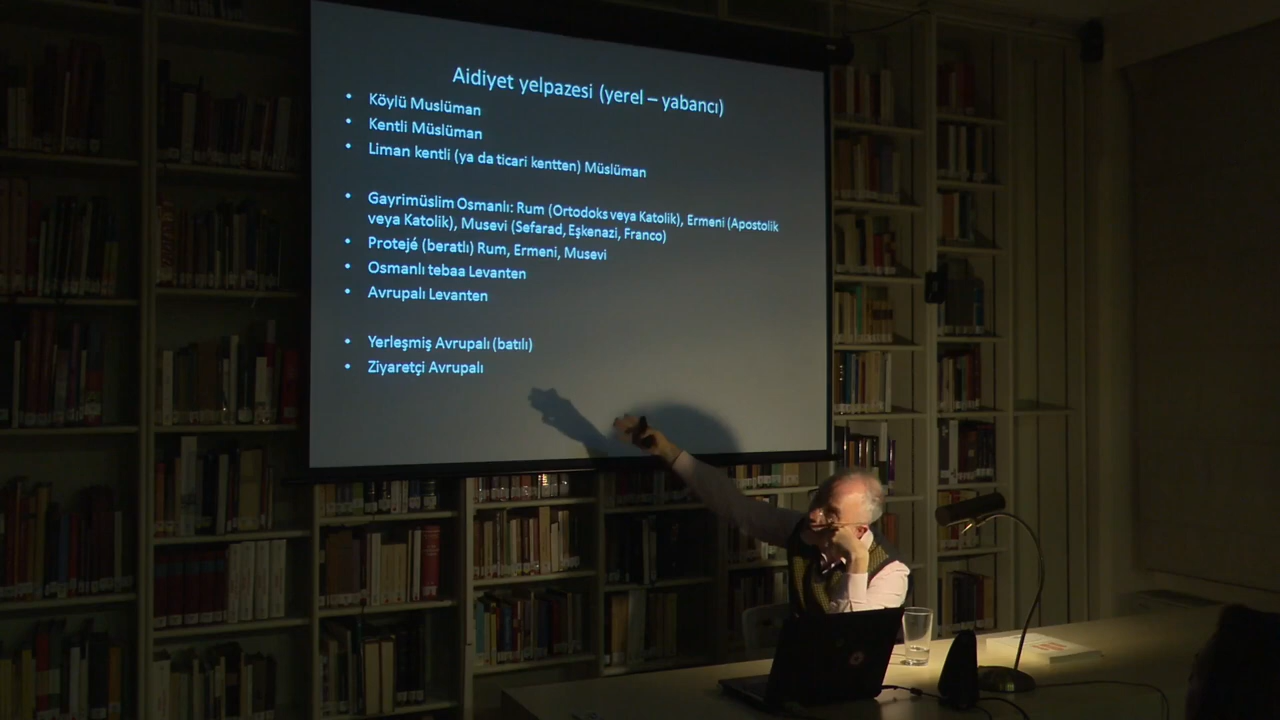 Aidiyet yelpazesi (yerel – yabancı)
• Köylü Muslüman
• Kentli Müslüman
• Liman kentli (ya da ticari kentten) Müslüman
• Gayrimüslim Osmanlı: Rum (Ortodoks veya Katolik), Ermeni (Apostolik
veya Katolik), Musevi (Sefarad, Eşkenazi, Franco)
• Protejé (beratlı) Rum, Ermeni, Musevi
• Osmanlı tebaa Levanten
• Avrupalı Levanten
• Yerleşmiş Avrupalı (batılı)
• Ziyaretçi Avrupalı